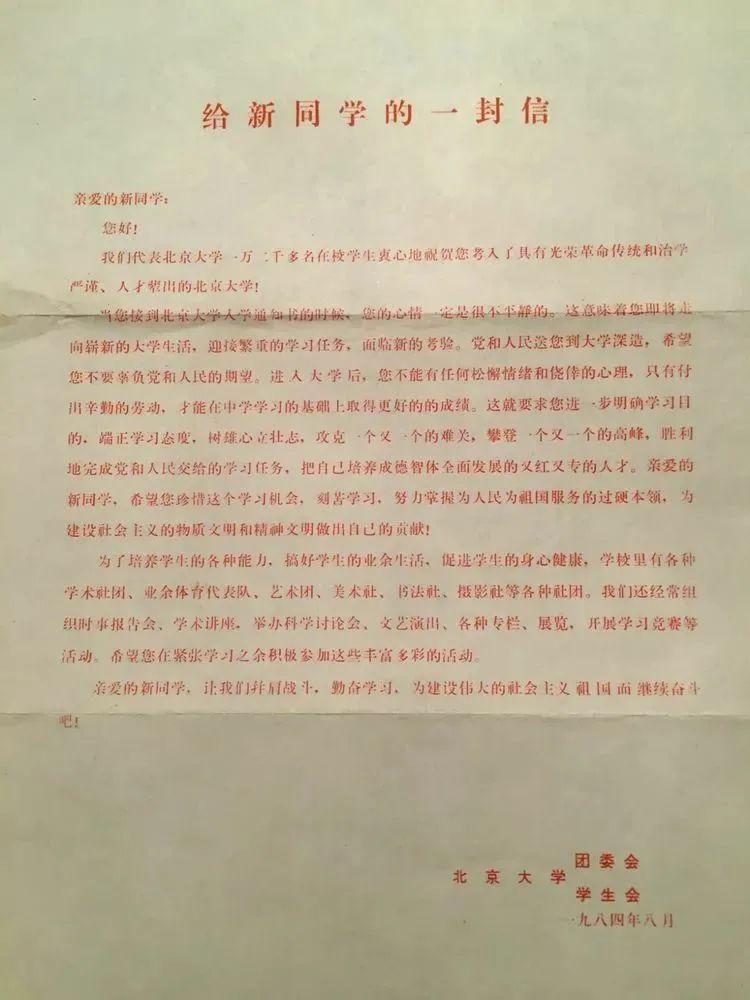 给新同学的一封信
亲爱的新同学:
您好!
我们代表北京大学一万二千多名在校学生衷心地祝贺您考入了具有光荣革命传统和治学
严谨、人才辈出的北京大学!
当您接到北京大学入学通知书的时候、您的心情一定是很不平静的。这意味着您即将走
向崭新的大学生活，迎接繁重的学习任务，面临新的考验。党和人民送您到大学深造，希望
您不要辜负党和人民的期望。进入大学后，您不能有任何松懈情绪和侥倖的心理，只有付
出辛勤的劳动，才能在中学学习的基础上取得更好的的成绩。这就要求您进一步明确学习目
的，端正学习态度，树雄心立壮志，攻克一个又一个的难关，攀登一个又一个的高峰，胜利
地完成党和人民交给的学习任务，把自己培养成德智体全面发展的又红又专的人才。亲爱的
新同学，希望您珍惜这个学习机会，刻苦学习，努力掌握为人民为祖国服务的过硬本领，为
建设社会主义的物质文明和精神文明做出自己的贡献!
为了培养学生的各种能力，搞好学生的业余生活，促进学生的身心健康，学校里有各种
学术社团、业余体育代表队、艺术团、美术社、书法社、摄影社等各种社团。我们还经常组
织时事报告会、学术讲座，举办科学讨论会、文艺演出、各种专栏、展览，开展学习竞赛等
活动。希望您在紧张学习之余积极参加这些丰富多彩的活动。
亲爱的新同学，让我们并肩战斗，勤奋学习，为建设伟大的社会主义祖国而继续奋斗
吧!
北京大学 团委会
学生会
一九八四年八月